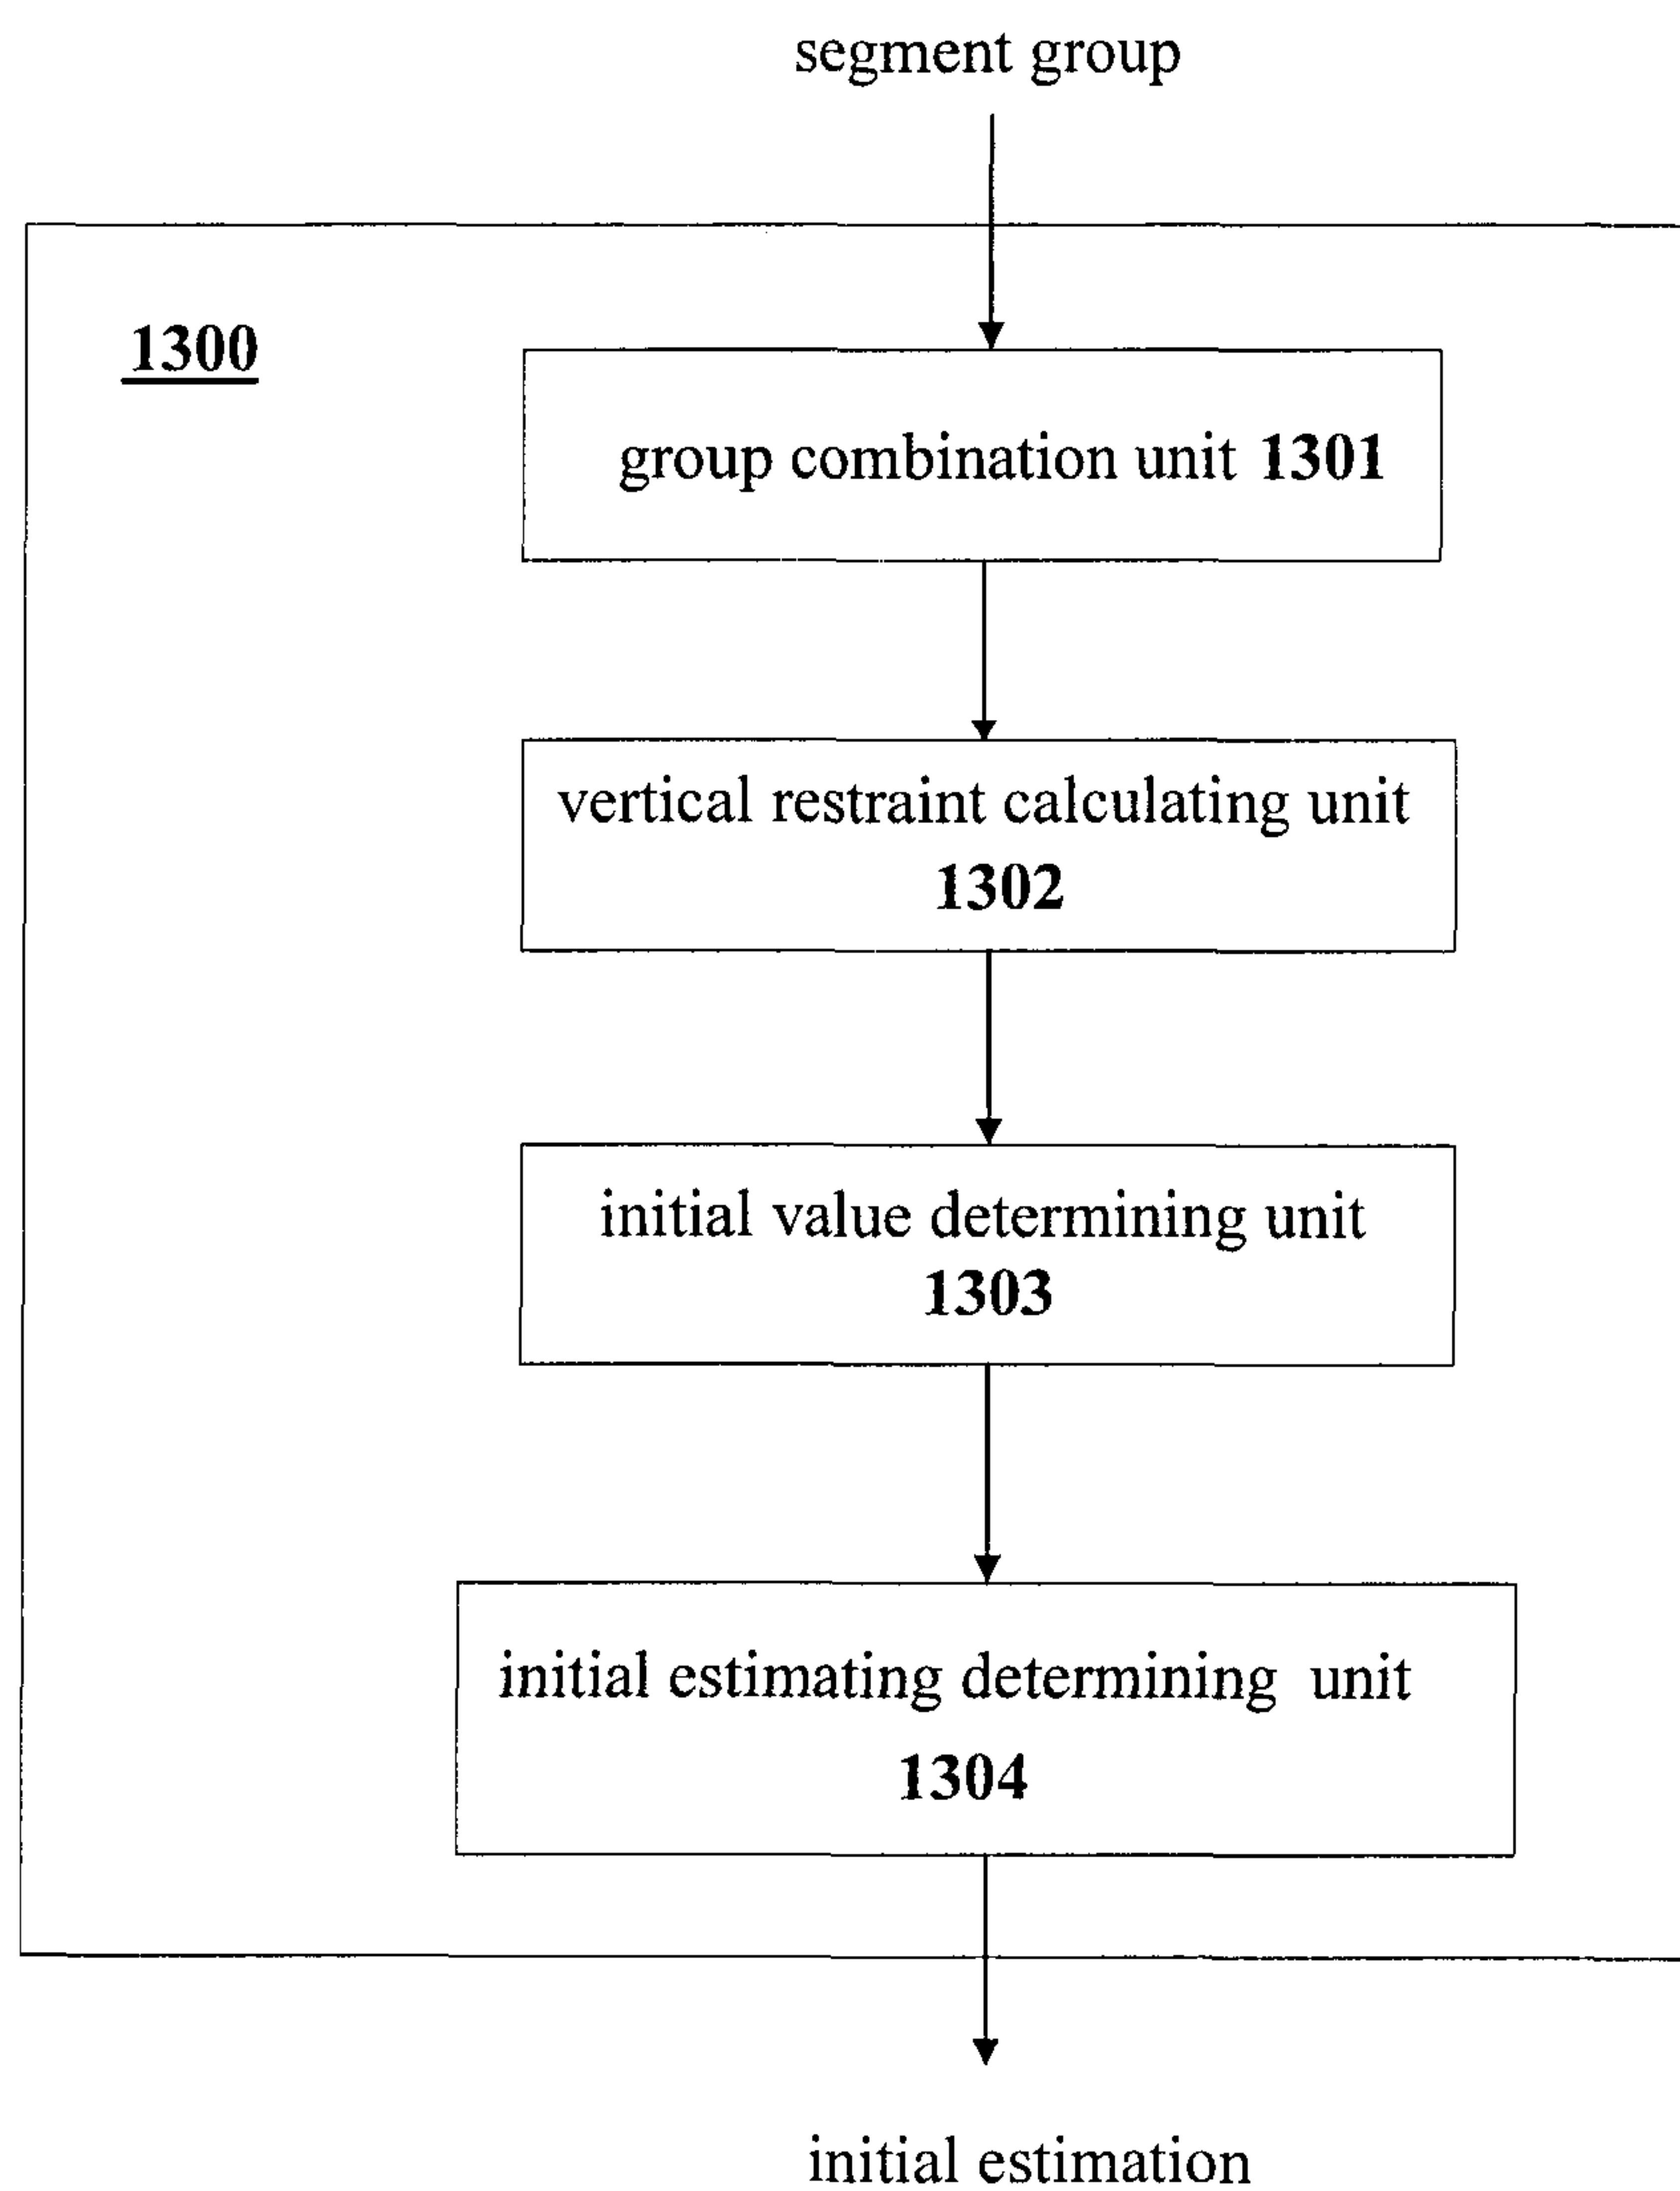 segment group
1300
group combination unit 1301
vertical restraint calculating unit
1302
initial value determining unit
1303
initial estimating determining unit
1304
initial estimation